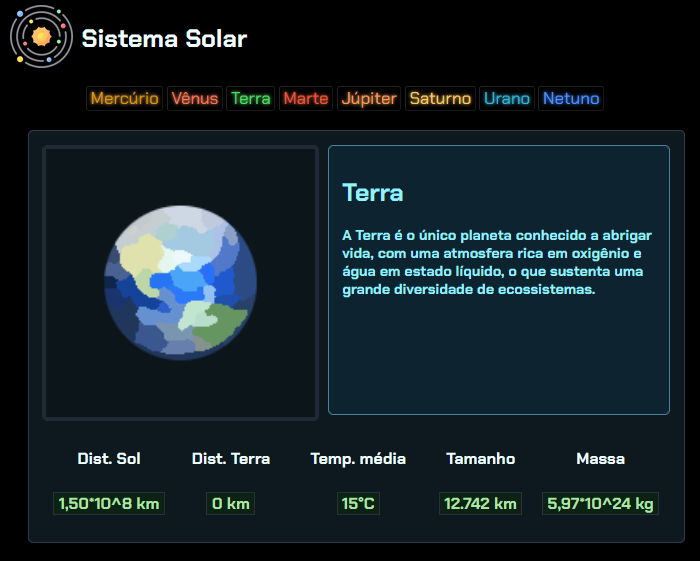 Sistema Solar
Mercúrio Vênus Terra Marte Júpiter Saturno Urano Netuno
Terra
A Terra é o único planeta conhecido a abrigar
vida, com uma atmosfera rica em oxigênio e
água em estado líquido, o que sustenta uma
grande diversidade de ecossistemas.
Dist. Sol Dist. Terra Temp. média Tamanho Massa
1,50*10^8 km 0 km 15°C 12.742 km 5,97*10^24 kg